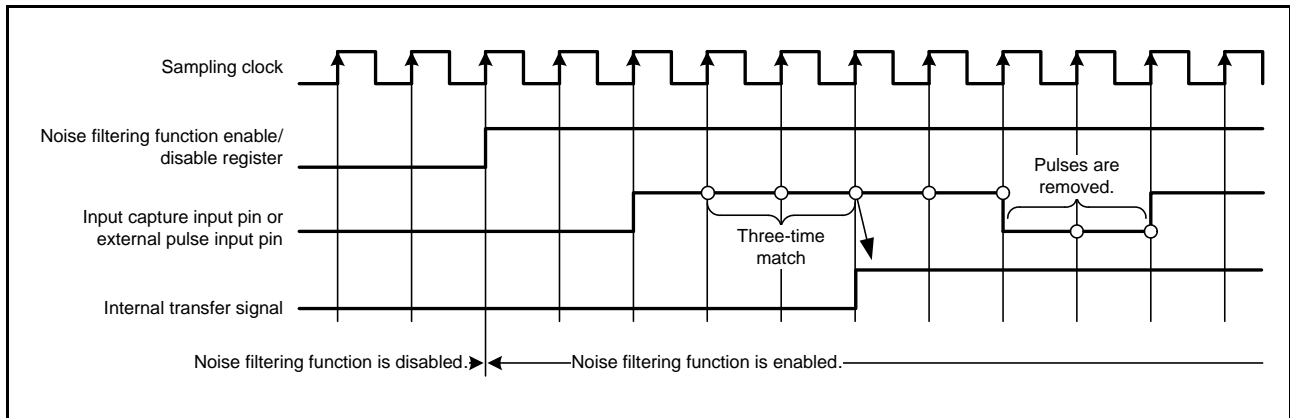 Sampling clock
Noise filtering function enable/
disable register
Pulses are
removed.
Input capture input pin or
external pulse input pin
Three-time
match
Internal transfer signal
Noise filtering function is disabled.
Noise filtering function is enabled.